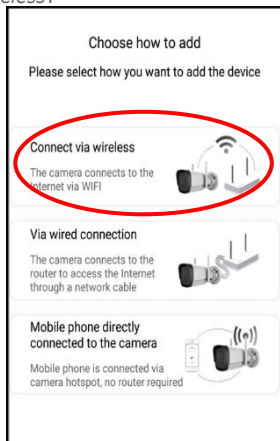 eless.
Choose how to add
Please select how you want to add the device
Connect via wireless
The camera connects to the
Internet via WIFI
Via wired connection
The camera connects to the
router to access the Internet
through a network cable
Mobile phone directly
connected to the camera
Mobile phone is connected via
camera hotspot, no router required